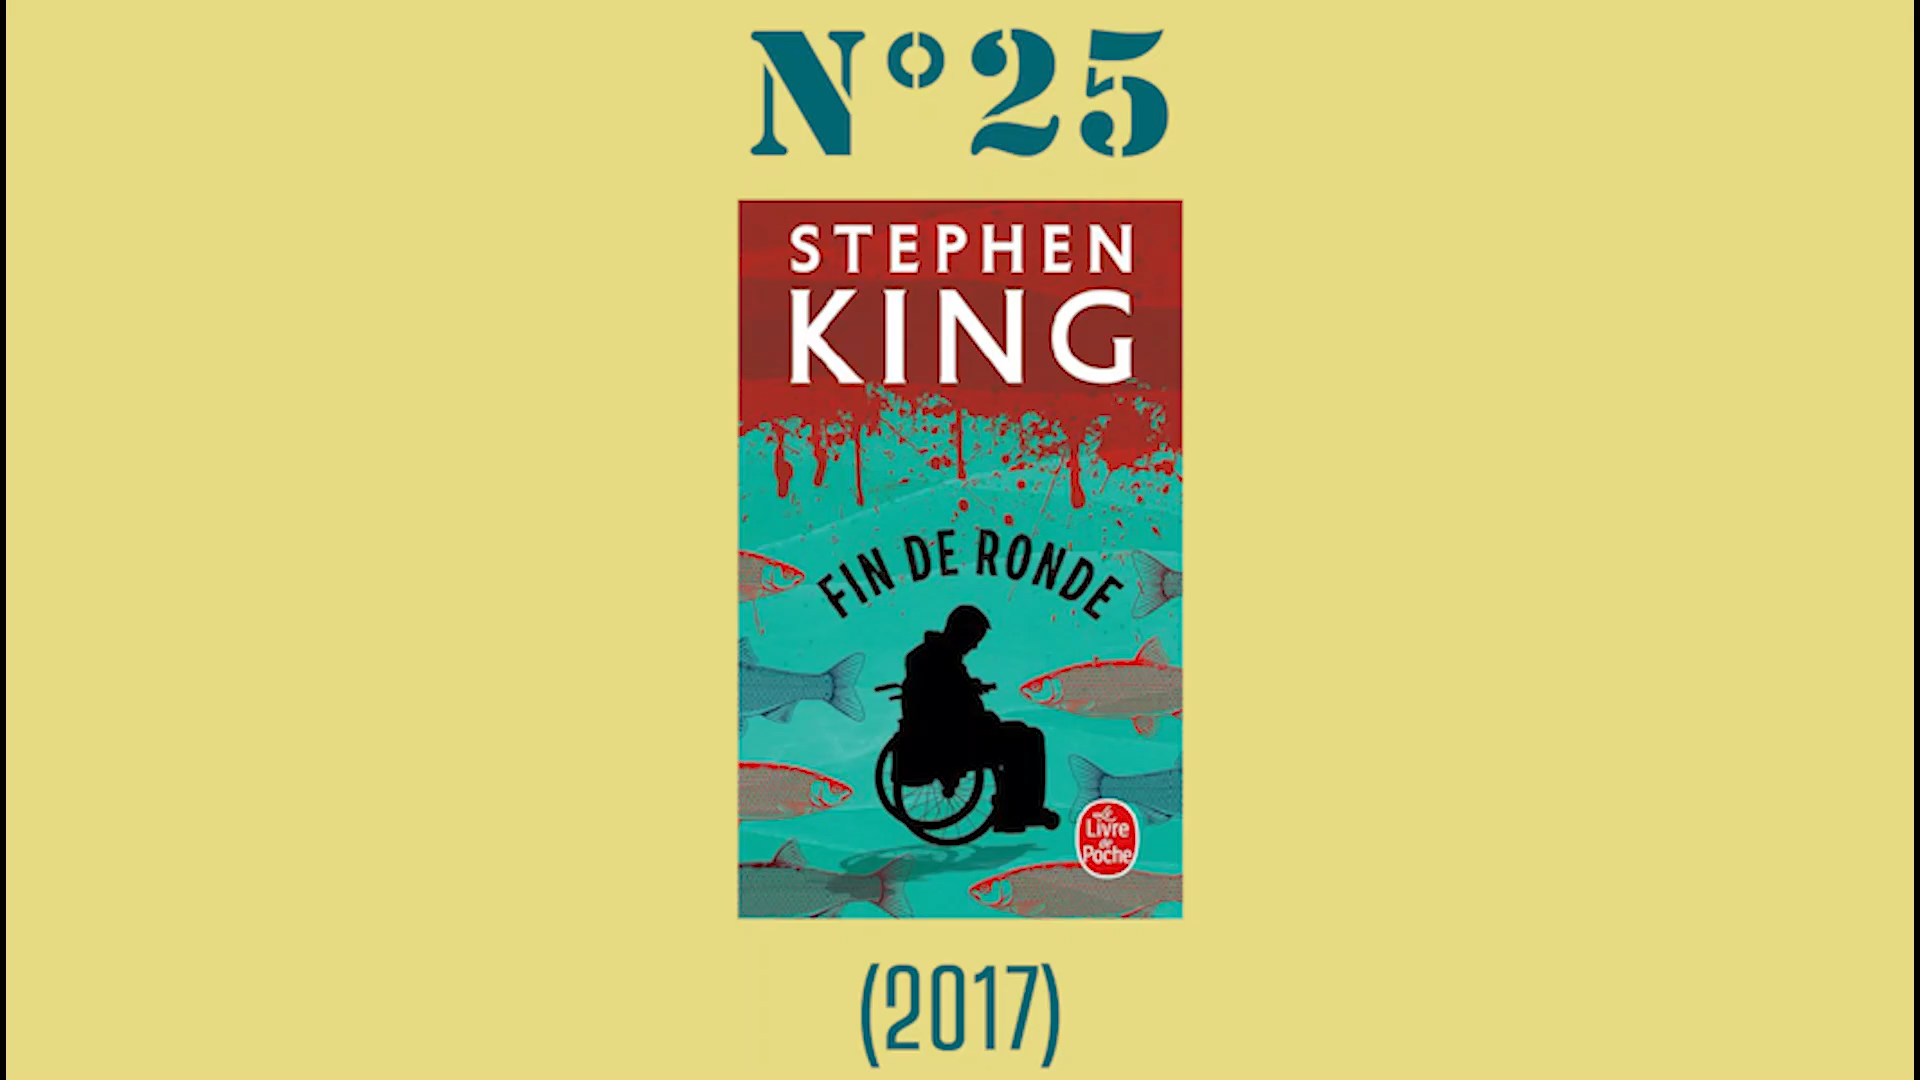 N°25
STEPHEN
KING
FIN DE RONDE
Le
Livre
de
Poche
(2017)